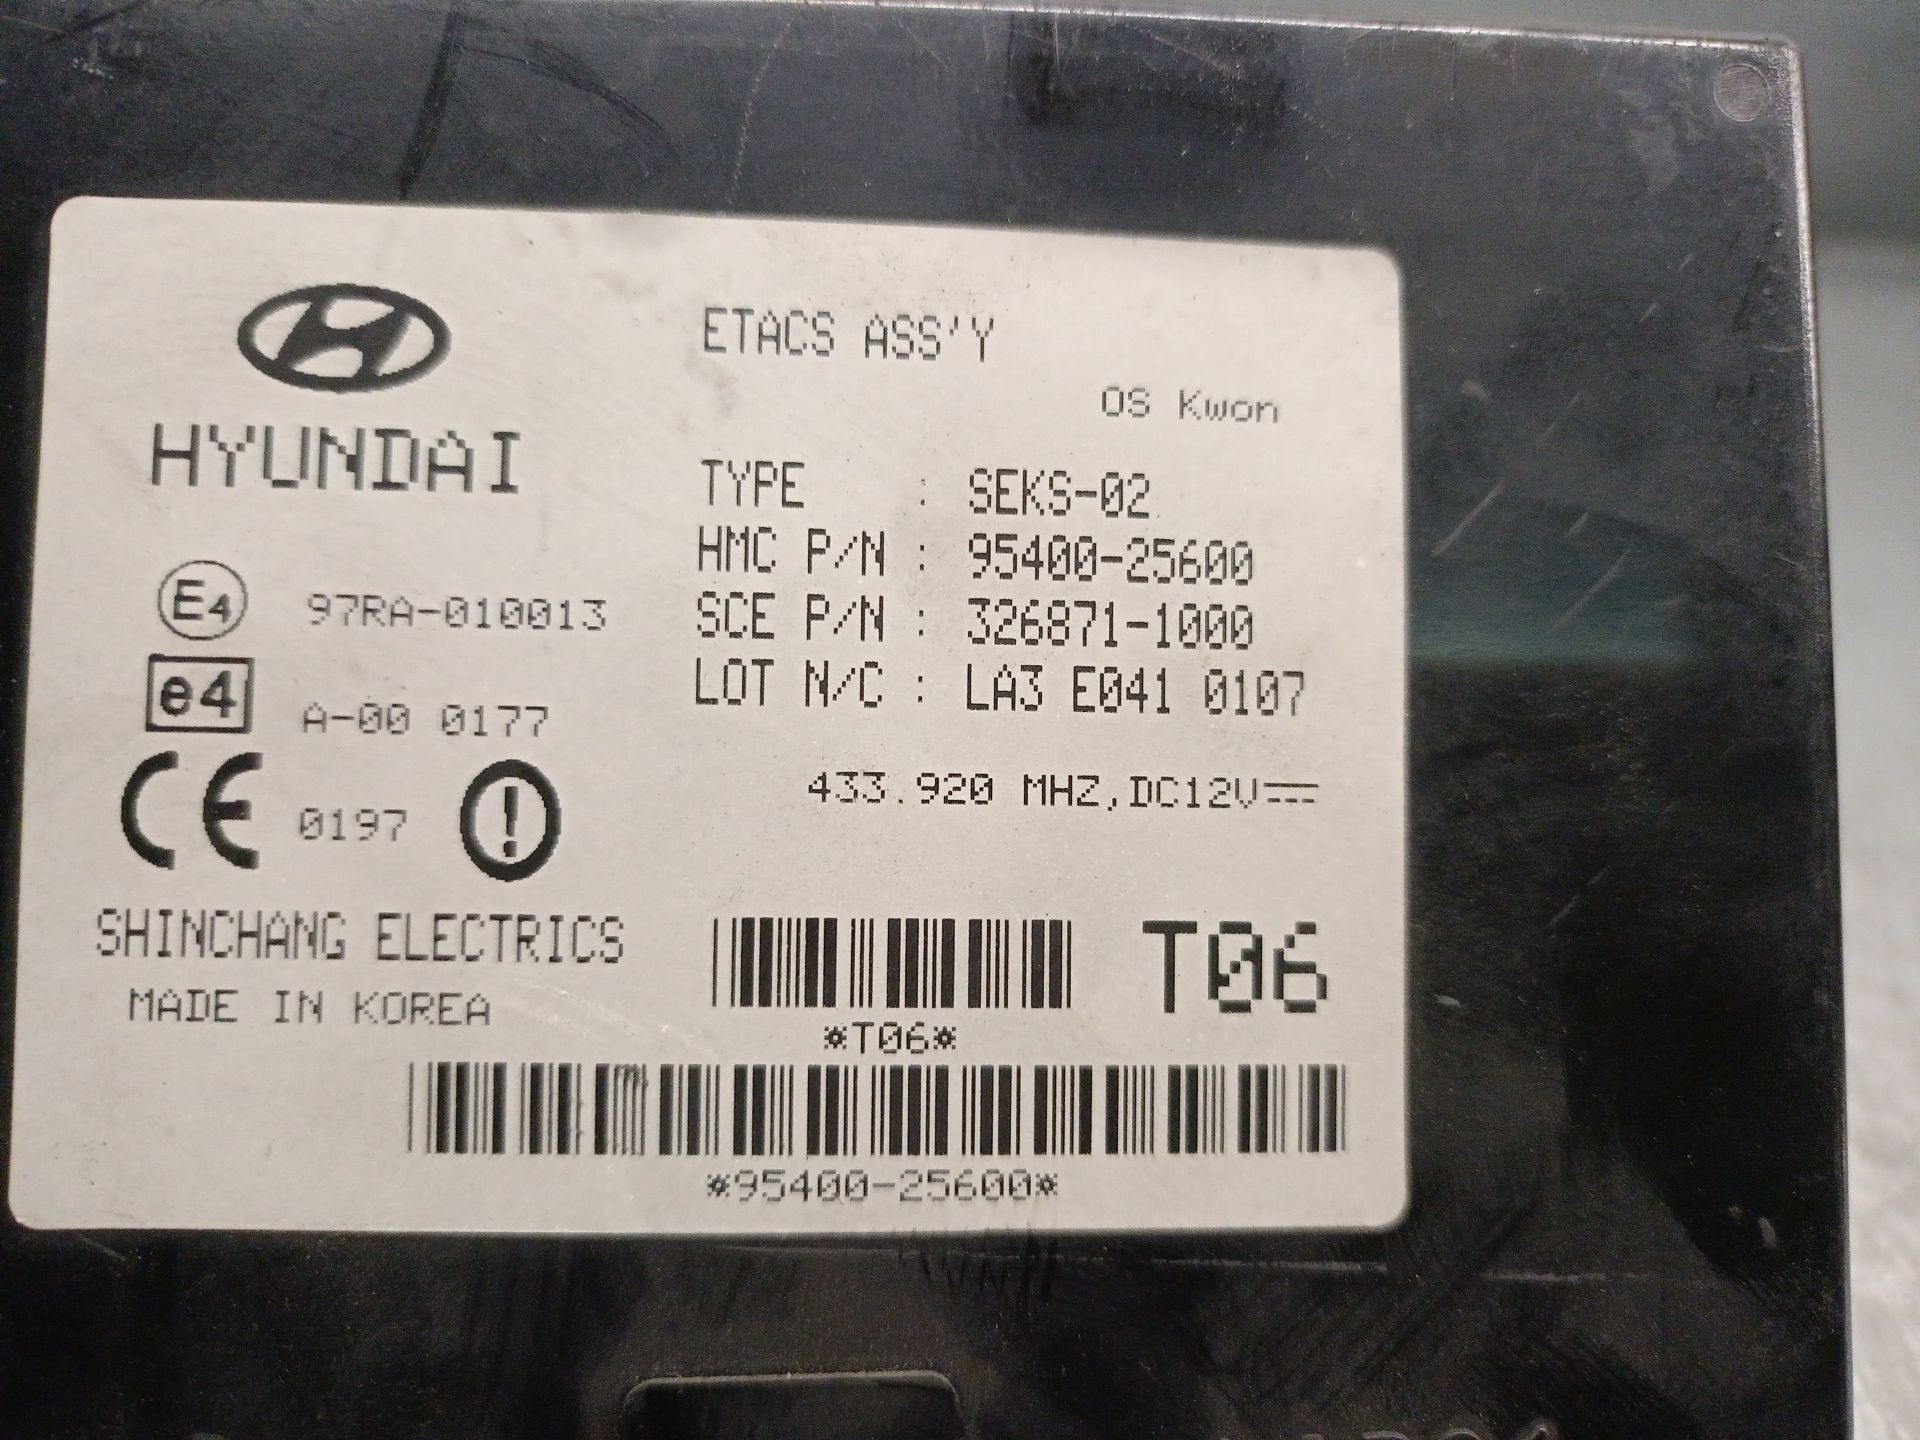 HYUNDAI
E4 97RA-010013
e4 A-00 0177
CE 0197
SHINCHANG ELECTRICS
MADE IN KOREA
ETACS ASS'Y
OS Kwon
TYPE : SEKS-02
HMC P/N : 95400-25600
SCE P/N : 326871-1000
LOT N/C : LA3 E041 0107
433.920 MHZ,DC12V
T06
*T06*
*95400-25600*